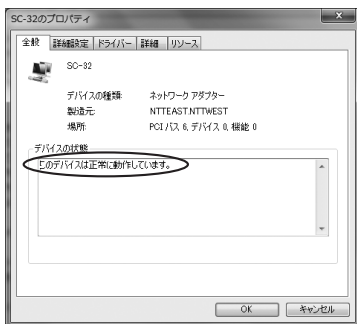 SC-32のプロパティ
全般 詳細設定 ドライバー 詳細 リソース
SC-32
デバイスの種類: ネットワーク アダプター
製造元: NTTEAST.NTTWEST
場所: PCI バス 6, デバイス 0, 機能 0
デバイスの状態
このデバイスは正常に動作しています。
OK キャンセル